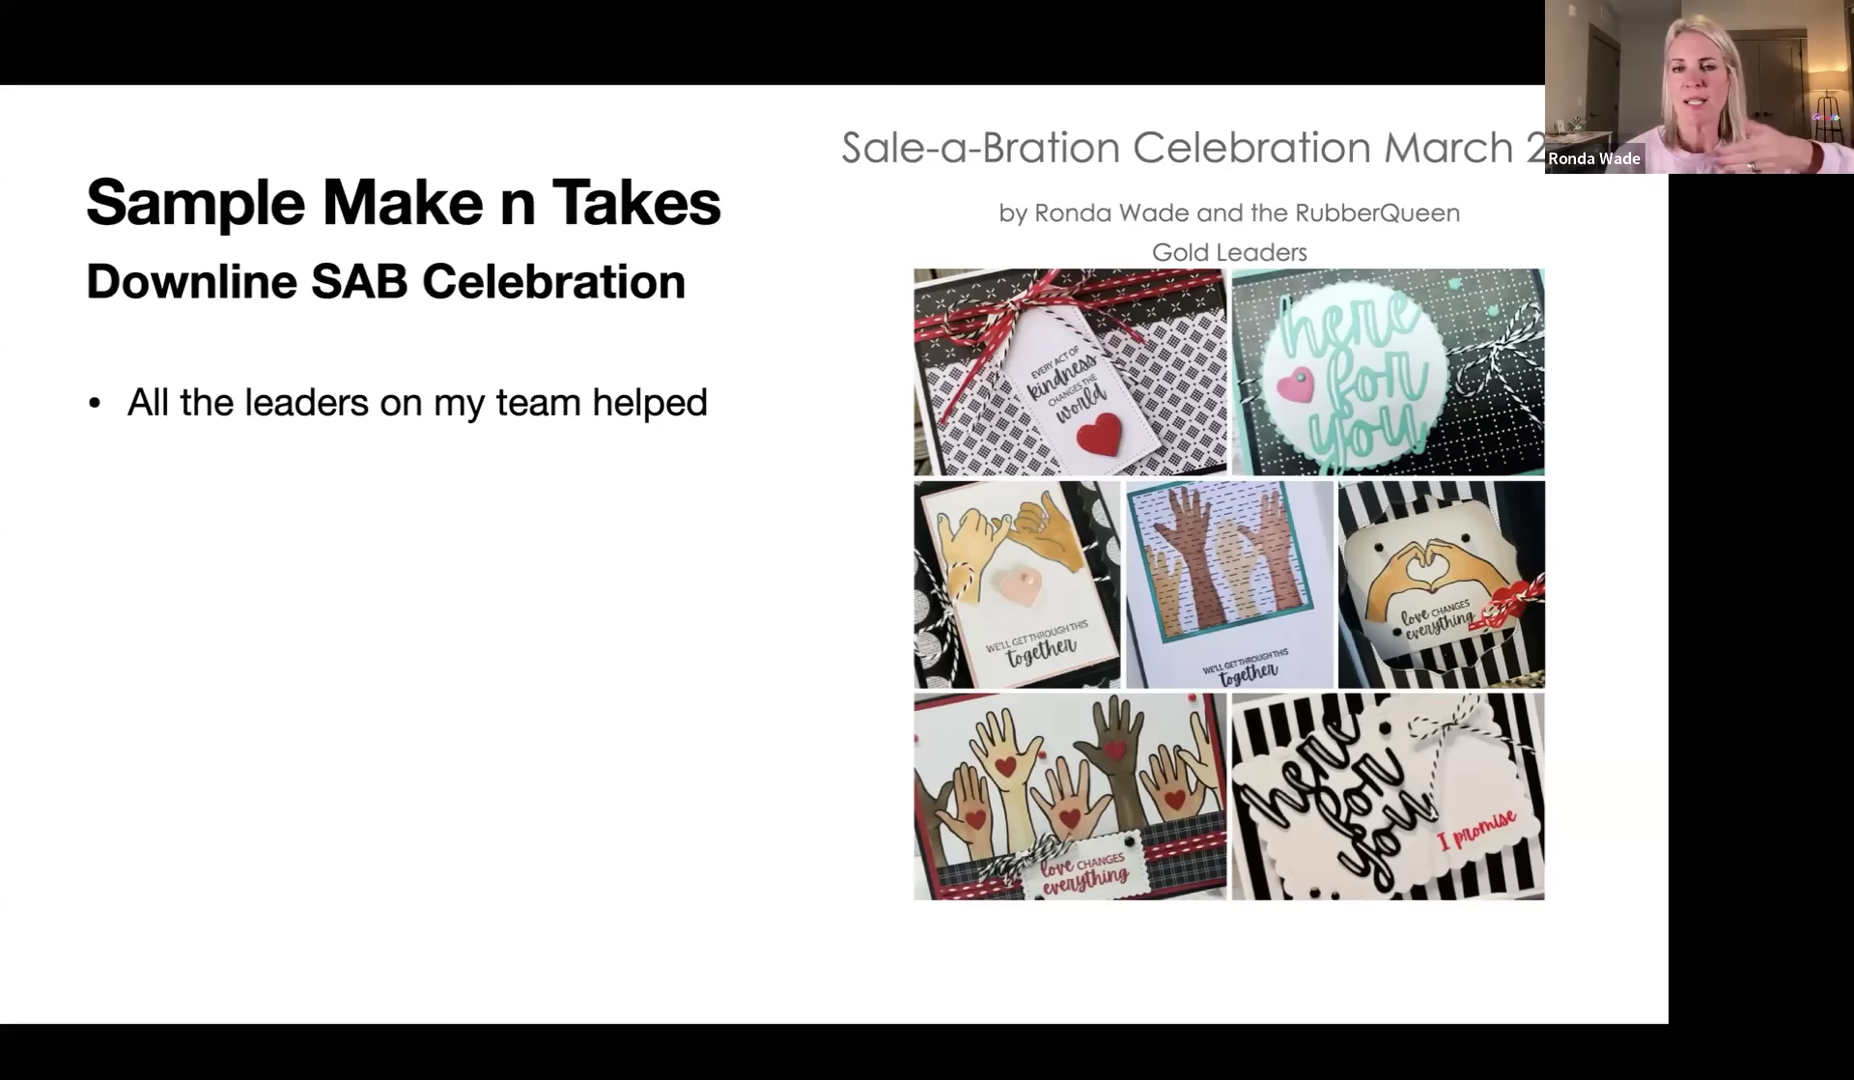 Sale-a-Bration Celebration March 2
Ronda Wade
Sample Make n Takes
by Ronda Wade and the RubberQueen
Gold Leaders
Downline SAB Celebration
• All the leaders on my team helped
EVERY ACT OF
kindness
CHANGES THE
world
here
for
you
WE'LL GET THROUGH THIS
together
WE'LL GET THROUGH THIS
together
love CHANGES
everything
love CHANGES
everything
here
for
you
I promise